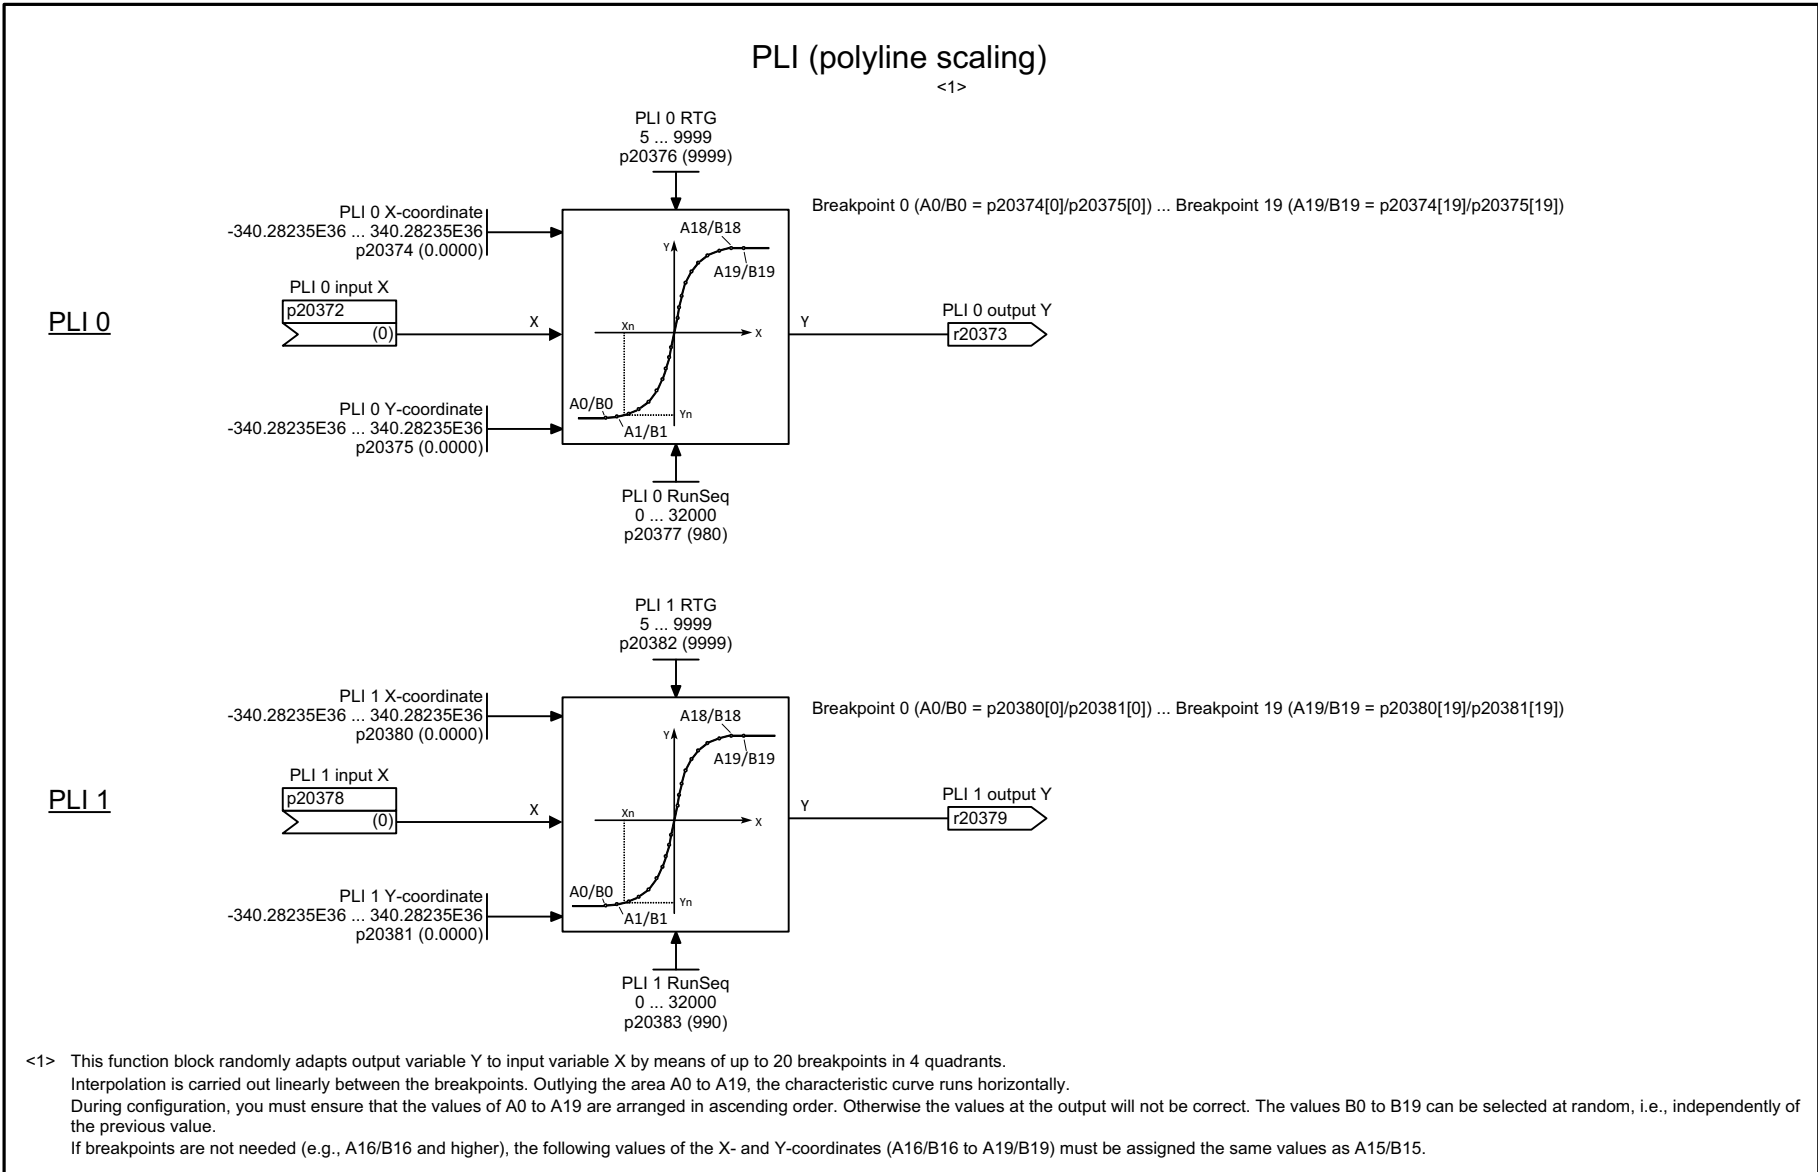 PLI (polyline scaling)
<1>
PLI 0 RTG
5 ... 9999
p20376 (9999)
PLI 0 X-coordinate
-340.28235E36 ... 340.28235E36
p20374 (0.0000)
Breakpoint 0 (A0/B0 = p20374[0]/p20375[0]) ... Breakpoint 19 (A19/B19 = p20374[19]/p20375[19])
A18/B18
Y
A19/B19
PLI 0
PLI 0 input X
p20372
(0)
X
Xn
X
Y
PLI 0 output Y
r20373
PLI 0 Y-coordinate
-340.28235E36 ... 340.28235E36
p20375 (0.0000)
A0/B0
Yn
A1/B1
PLI 0 RunSeq
0 ... 32000
p20377 (980)
PLI 1 RTG
5 ... 9999
p20382 (9999)
PLI 1 X-coordinate
-340.28235E36 ... 340.28235E36
p20380 (0.0000)
Breakpoint 0 (A0/B0 = p20380[0]/p20381[0]) ... Breakpoint 19 (A19/B19 = p20380[19]/p20381[19])
A18/B18
Y
A19/B19
PLI 1
PLI 1 input X
p20378
(0)
X
Xn
X
Y
PLI 1 output Y
r20379
PLI 1 Y-coordinate
-340.28235E36 ... 340.28235E36
p20381 (0.0000)
A0/B0
Yn
A1/B1
PLI 1 RunSeq
0 ... 32000
p20383 (990)
<1> This function block randomly adapts output variable Y to input variable X by means of up to 20 breakpoints in 4 quadrants.
Interpolation is carried out linearly between the breakpoints. Outlying the area A0 to A19, the characteristic curve runs horizontally.
During configuration, you must ensure that the values of A0 to A19 are arranged in ascending order. Otherwise the values at the output will not be correct. The values B0 to B19 can be selected at random, i.e., independently of
the previous value.
If breakpoints are not needed (e.g., A16/B16 and higher), the following values of the X- and Y-coordinates (A16/B16 to A19/B19) must be assigned the same values as A15/B15.